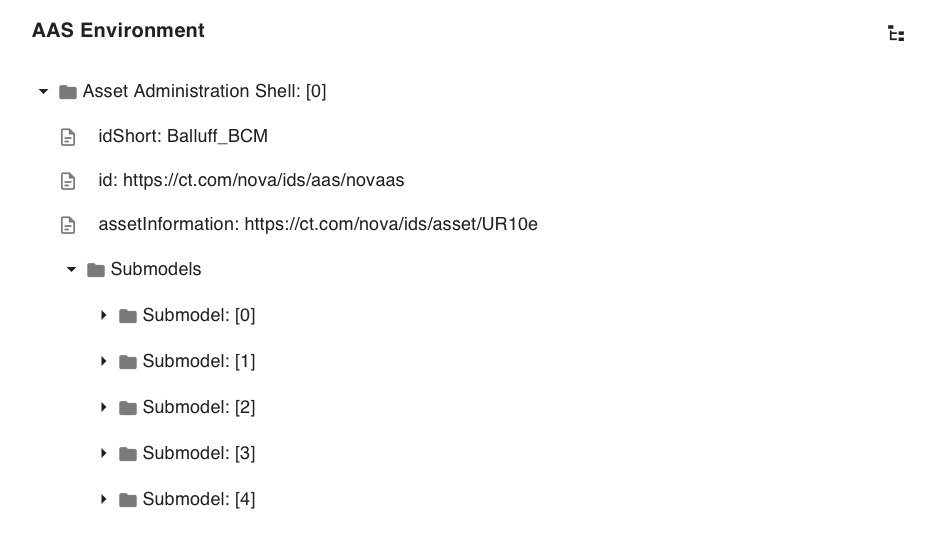 AAS Environment
Asset Administration Shell: [0]
idShort: Balluff_BCM
id: https://ct.com/nova/ids/aas/novaas
assetInformation: https://ct.com/nova/ids/asset/UR10e
Submodels
Submodel: [0]
Submodel: [1]
Submodel: [2]
Submodel: [3]
Submodel: [4]